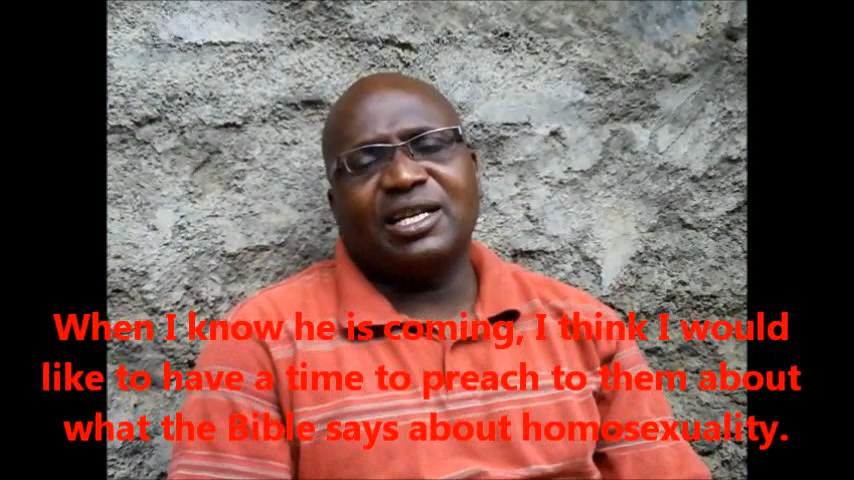 When I know he is coming, I think I would
like to have a time to preach to them about
what the Bible says about homosexuality.